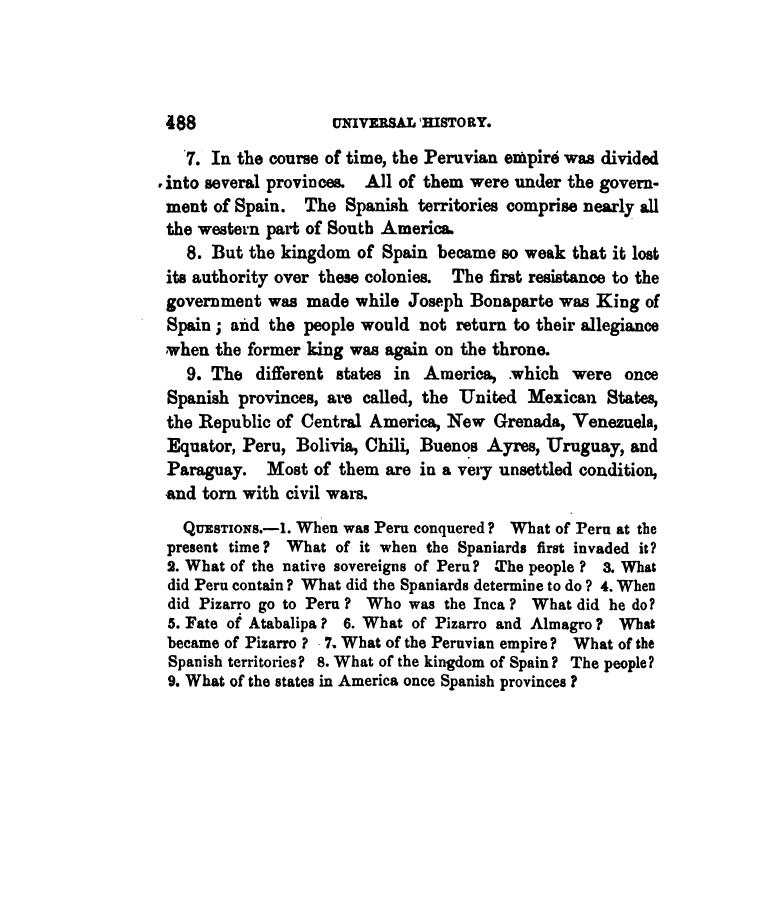 488 UNIVERSAL HISTORY.
7. In the course of time, the Peruvian empire was divided
into several provinces. All of them were under the govern-
ment of Spain. The Spanish territories comprise nearly all
the western part of South America.
8. But the kingdom of Spain became so weak that it lost
its authority over these colonies. The first resistance to the
government was made while Joseph Bonaparte was King of
Spain; and the people would not return to their allegiance
when the former king was again on the throne.
9. The different states in America, which were once
Spanish provinces, are called, the United Mexican States,
the Republic of Central America, New Grenada, Venezuela,
Equator, Peru, Bolivia, Chili, Buenos Ayres, Uruguay, and
Paraguay. Most of them are in a very unsettled condition,
and torn with civil wars.
QUESTIONS.—1. When was Peru conquered? What of Peru at the
present time? What of it when the Spaniards first invaded it?
2. What of the native sovereigns of Peru? The people? 3. What
did Peru contain? What did the Spaniards determine to do? 4. When
did Pizarro go to Peru? Who was the Inca? What did he do?
5. Fate of Atabalipa? 6. What of Pizarro and Almagro? What
became of Pizarro? 7. What of the Peruvian empire? What of the
Spanish territories? 8. What of the kingdom of Spain? The people?
9. What of the states in America once Spanish provinces?